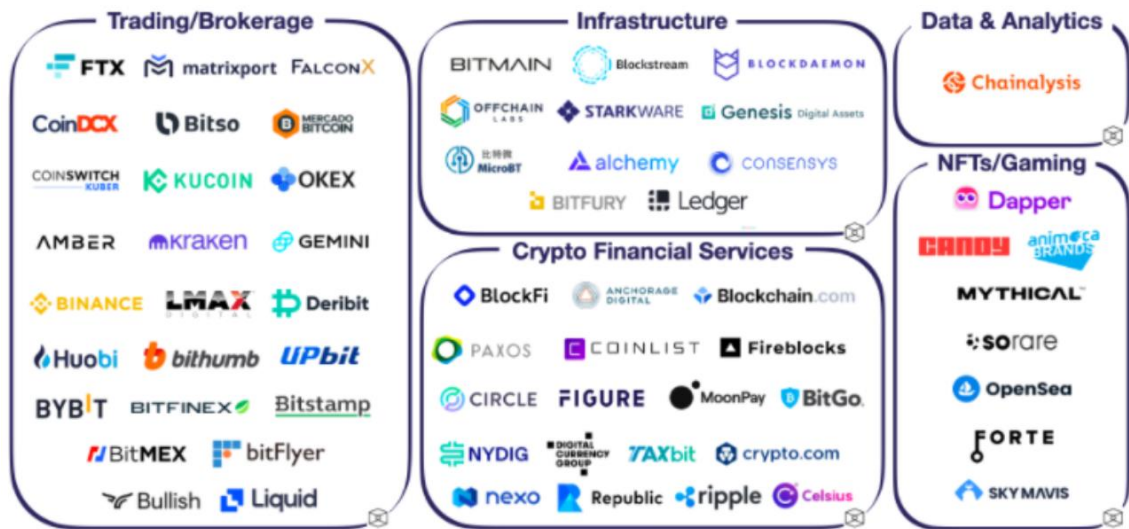 Trading/Brokerage
FTX matrixport FALCONX
CoinDCX Bitso MERCADO BITCOIN
COINSWITCH KUBER KUCOIN OKEX
AMBER kraken GEMINI
BINANCE LMAX DIGITAL Deribit
Huobi bithumb UPbit
BYBIT BITFINEX Bitstamp
BitMEX bitFlyer
Bullish Liquid
Infrastructure
BITMAIN Blockstream BLOCKDAEMON
OFFCHAIN LABS STARKWARE Genesis Digital Assets
比特微 MicroBT alchemy CONSENSYS
BITFURY Ledger
Crypto Financial Services
BlockFi ANCHORAGE DIGITAL Blockchain.com
PAXOS COINLIST Fireblocks
CIRCLE FIGURE MoonPay BitGo
NYDIG DIGITAL CURRENCY GROUP TAXbit crypto.com
nexo Republic ripple Celsius
Data & Analytics
Chainalysis
NFTs/Gaming
Dapper
CANDY animoca BRANDS
MYTHICAL
sorare
OpenSea
FORTE
SKY MAVIS